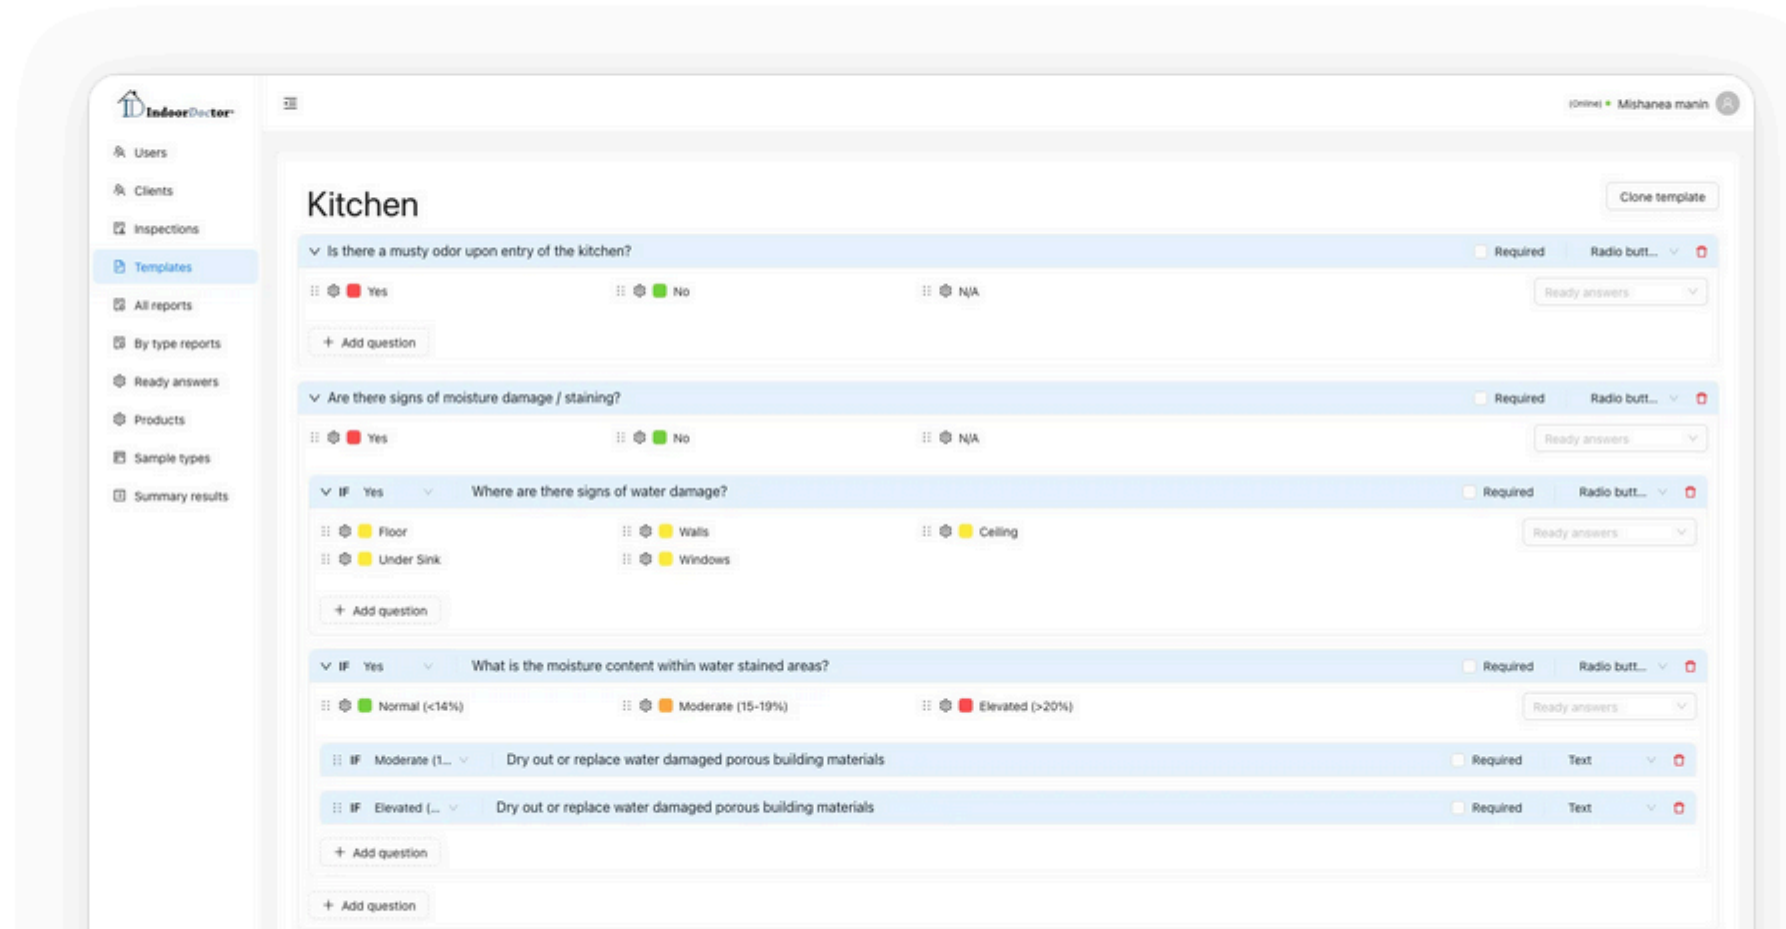 IndoorDoctor
(Online) Mishanea manin
Users
Clients
Inspections
Templates
All reports
By type reports
Ready answers
Products
Sample types
Summary results
Kitchen
Clone template
Is there a musty odor upon entry of the kitchen? Required Radio butt...
Yes No N/A Ready answers
+ Add question
Are there signs of moisture damage / staining? Required Radio butt...
Yes No N/A Ready answers
IF Yes Where are there signs of water damage? Required Radio butt...
Floor Walls Ceiling Ready answers
Under Sink Windows
+ Add question
IF Yes What is the moisture content within water stained areas? Required Radio butt...
Normal (<14%) Moderate (15-19%) Elevated (>20%) Ready answers
IF Moderate (1... Dry out or replace water damaged porous building materials Required Text
IF Elevated (... Dry out or replace water damaged porous building materials Required Text
+ Add question
+ Add question